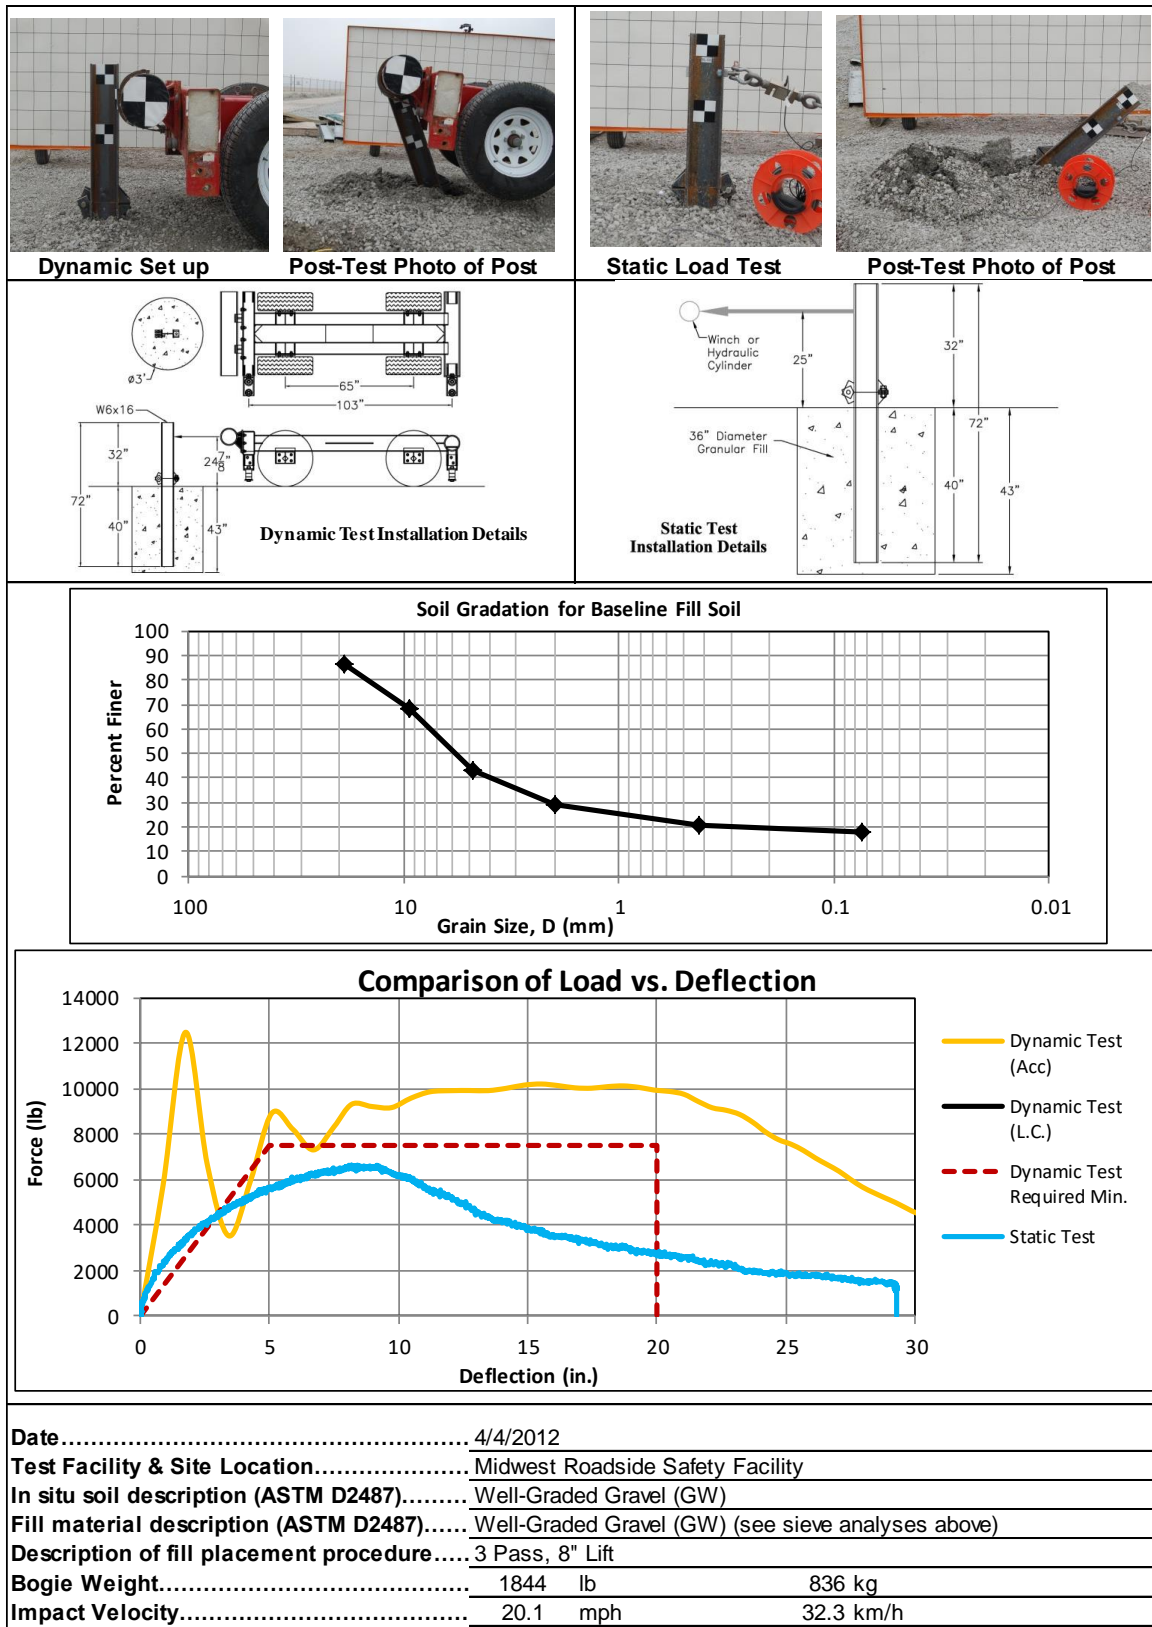 Dynamic Set up
Post-Test Photo of Post
Static Load Test
Post-Test Photo of Post
ø3'
65"
103"
W6x16
32"
24 7/8"
72"
40"
43"
Dynamic Test Installation Details
Winch or
Hydraulic
Cylinder
25"
32"
36" Diameter
Granular Fill
72"
40"
43"
Static Test
Installation Details
Soil Gradation for Baseline Fill Soil
Percent Finer
100
90
80
70
60
50
40
30
20
10
0
100 10 1 0.1 0.01
Grain Size, D (mm)
Comparison of Load vs. Deflection
Force (lb)
14000
12000
10000
8000
6000
4000
2000
0
0 5 10 15 20 25 30
Deflection (in.)
Dynamic Test
(Acc)
Dynamic Test
(L.C.)
Dynamic Test
Required Min.
Static Test
Date....................................................... 4/4/2012
Test Facility & Site Location..................... Midwest Roadside Safety Facility
In situ soil description (ASTM D2487)......... Well-Graded Gravel (GW)
Fill material description (ASTM D2487)...... Well-Graded Gravel (GW) (see sieve analyses above)
Description of fill placement procedure..... 3 Pass, 8" Lift
Bogie Weight.......................................... 1844 lb 836 kg
Impact Velocity....................................... 20.1 mph 32.3 km/h